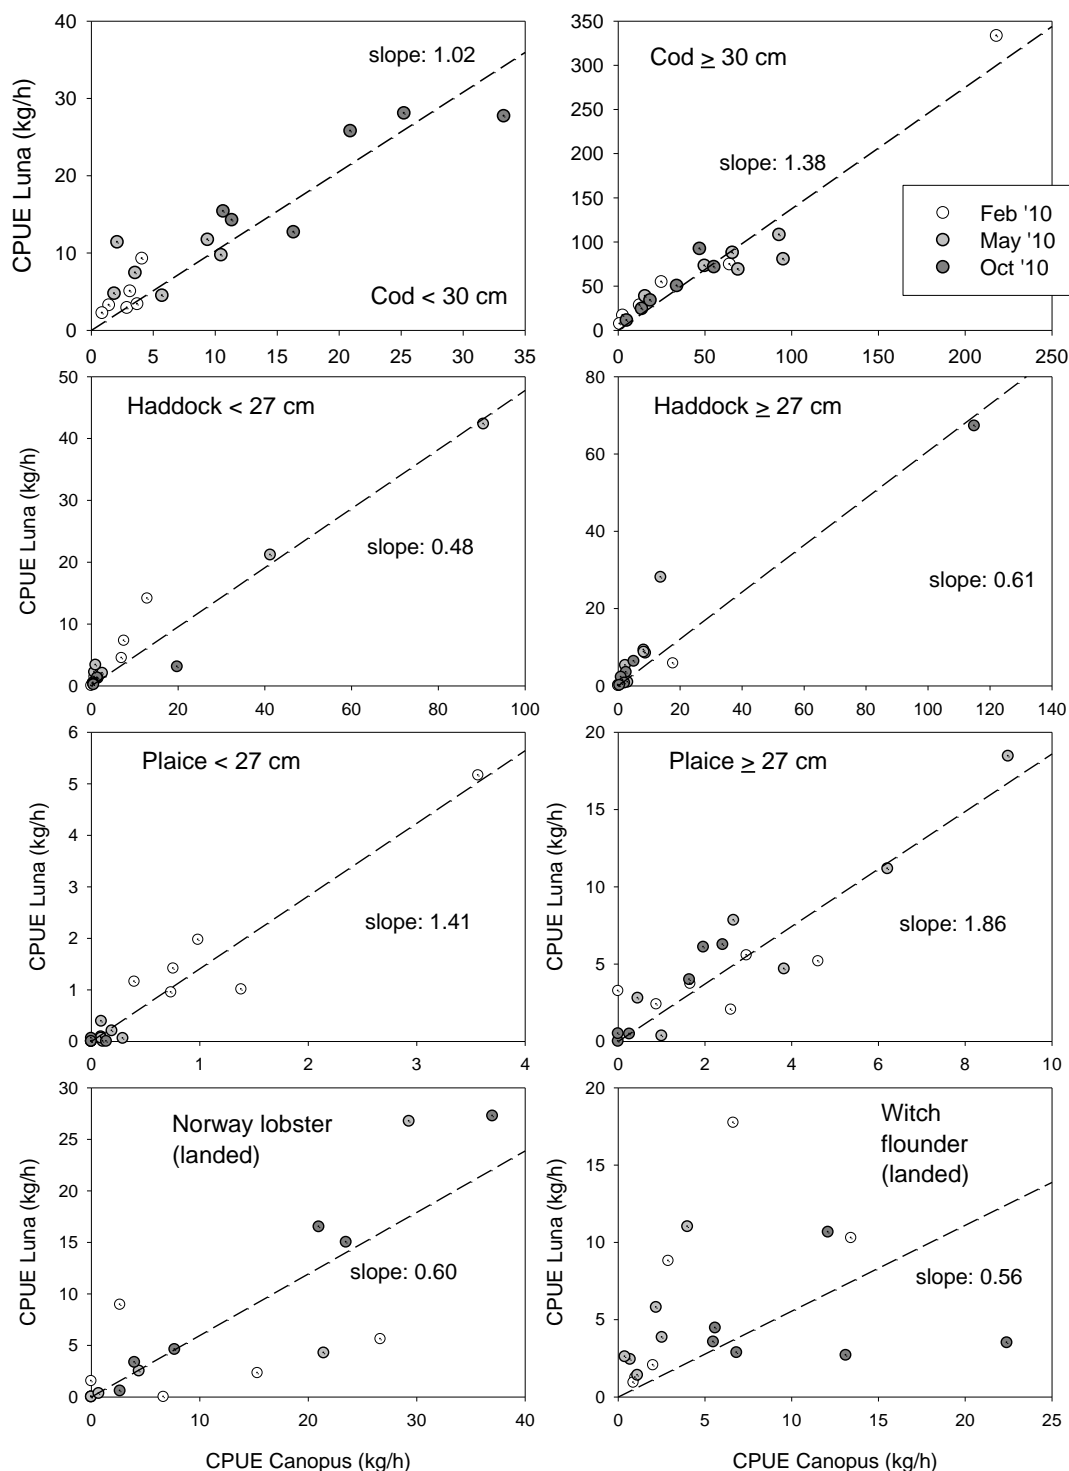 CPUE Luna (kg/h)
40
30
20
10
0
slope: 1.02
Cod < 30 cm
0 5 10 15 20 25 30 35
350
300
250
200
150
100
50
0
Cod ≥ 30 cm
slope: 1.38
Feb '10
May '10
Oct '10
0 50 100 150 200 250
CPUE Luna (kg/h)
50
40
30
20
10
0
Haddock < 27 cm
slope: 0.48
0 20 40 60 80 100
80
60
40
20
0
Haddock ≥ 27 cm
slope: 0.61
0 20 40 60 80 100 120 140
CPUE Luna (kg/h)
6
5
4
3
2
1
0
Plaice < 27 cm
slope: 1.41
0 1 2 3 4
CPUE Luna (kg/h)
20
15
10
5
0
Plaice ≥ 27 cm
slope: 1.86
0 2 4 6 8 10
CPUE Luna (kg/h)
30
25
20
15
10
5
0
Norway lobster
(landed)
slope: 0.60
0 10 20 30 40
CPUE Canopus (kg/h)
CPUE Luna (kg/h)
20
15
10
5
0
Witch
flounder
(landed)
slope: 0.56
0 5 10 15 20 25
CPUE Canopus (kg/h)